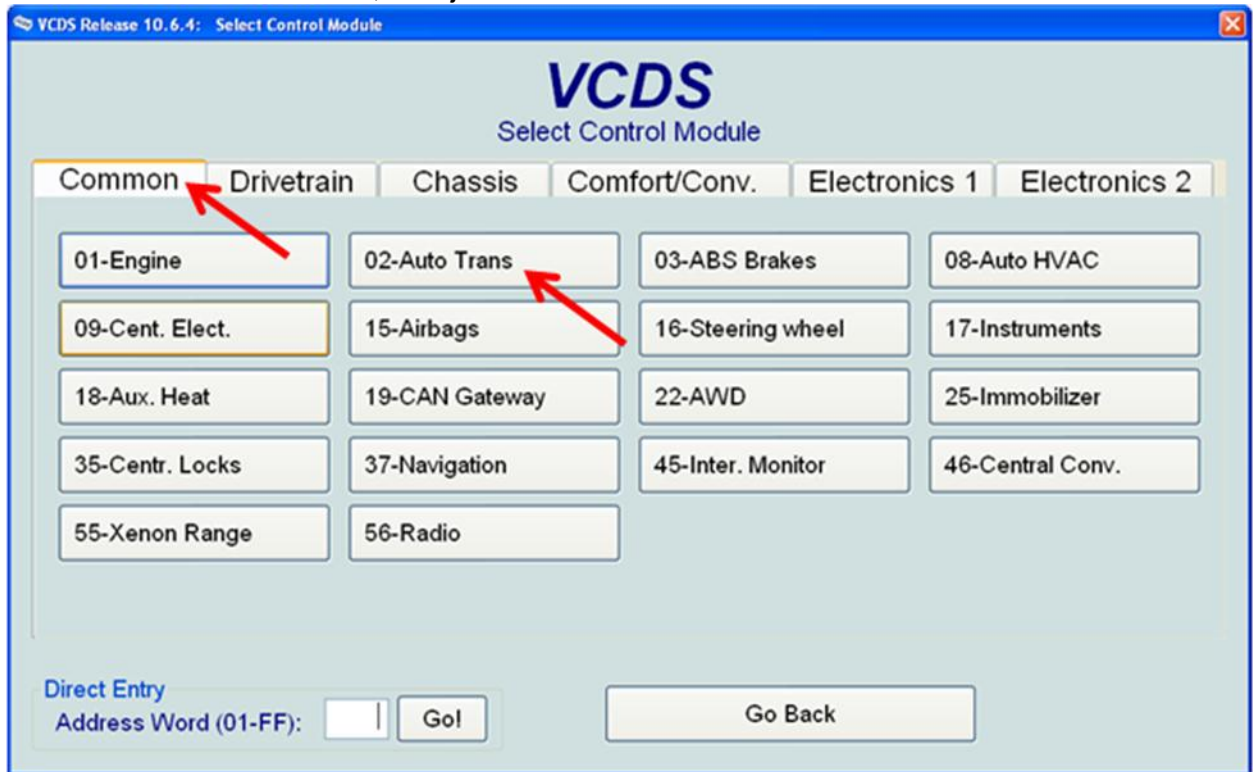 VCDS Release 10.6.4: Select Control Module
VCDS
Select Control Module
Common Drivetrain Chassis Comfort/Conv. Electronics 1 Electronics 2
01-Engine 02-Auto Trans 03-ABS Brakes 08-Auto HVAC
09-Cent. Elect. 15-Airbags 16-Steering wheel 17-Instruments
18-Aux. Heat 19-CAN Gateway 22-AWD 25-Immobilizer
35-Centr. Locks 37-Navigation 45-Inter. Monitor 46-Central Conv.
55-Xenon Range 56-Radio
Direct Entry
Address Word (01-FF): Go! Go Back